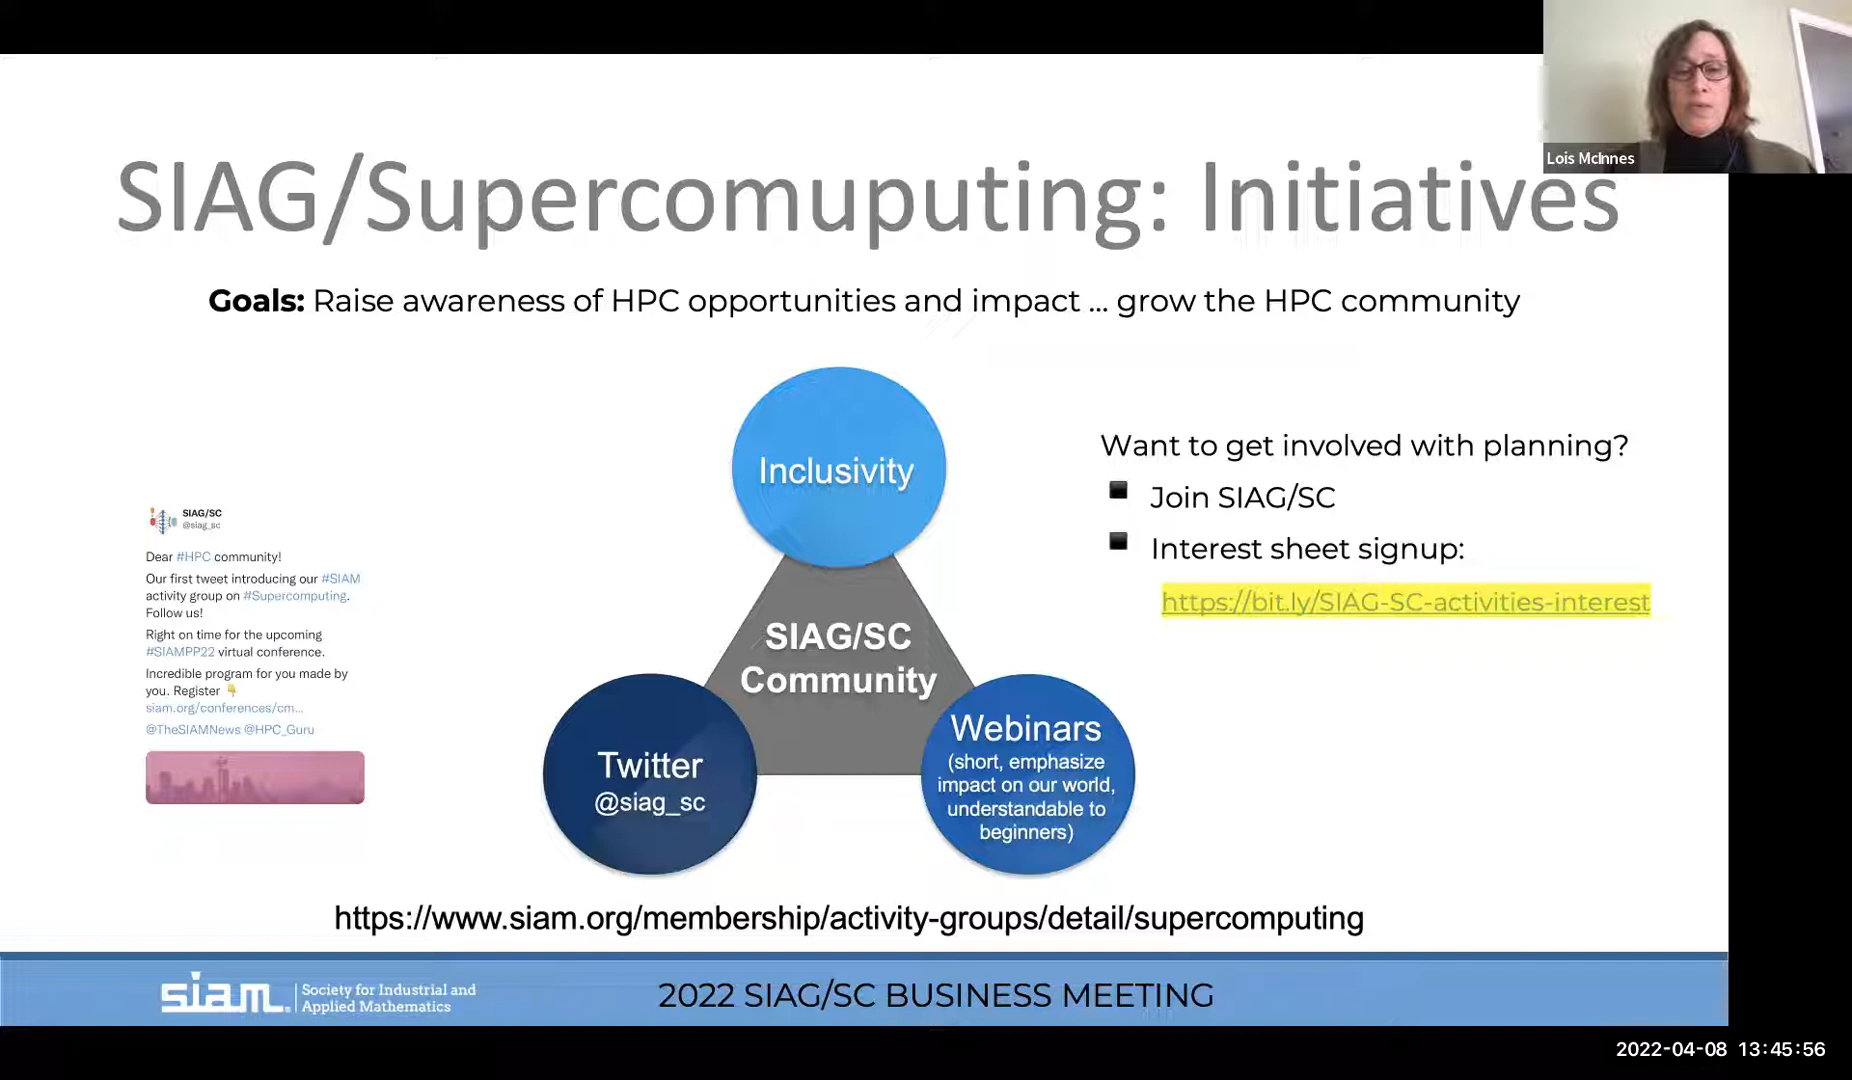 Lois McInnes
SIAG/Supercomuputing: Initiatives
Goals: Raise awareness of HPC opportunities and impact ... grow the HPC community
SIAG/SC
@siag_sc
Dear #HPC community!
Our first tweet introducing our #SIAM
activity group on #Supercomputing.
Follow us!
Right on time for the upcoming
#SIAMPP22 virtual conference.
Incredible program for you made by
you. Register 👇
siam.org/conferences/cm...
@TheSIAMNews @HPC_Guru
Inclusivity
SIAG/SC
Community
Twitter
@siag_sc
Webinars
(short, emphasize
impact on our world,
understandable to
beginners)
Want to get involved with planning?
▪ Join SIAG/SC
▪ Interest sheet signup:
https://bit.ly/SIAG-SC-activities-interest
https://www.siam.org/membership/activity-groups/detail/supercomputing
siam. | Society for Industrial and
Applied Mathematics
2022 SIAG/SC BUSINESS MEETING
2022-04-08 13:45:56